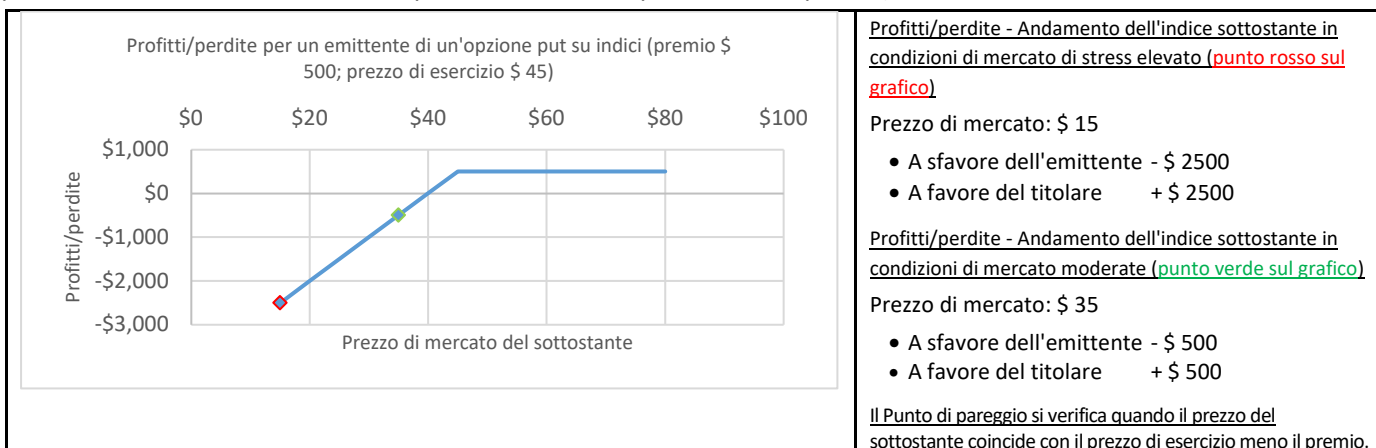 Profitti/perdite per un emittente di un'opzione put su indici (premio $
500; prezzo di esercizio $ 45)
$0 $20 $40 $60 $80 $100
$1,000
$0
-$1,000
-$2,000
-$3,000
Profitti/perdite
Prezzo di mercato del sottostante
Profitti/perdite - Andamento dell'indice sottostante in
condizioni di mercato di stress elevato (punto rosso sul
grafico)
Prezzo di mercato: $ 15
• A sfavore dell'emittente - $ 2500
• A favore del titolare + $ 2500
Profitti/perdite - Andamento dell'indice sottostante in
condizioni di mercato moderate (punto verde sul grafico)
Prezzo di mercato: $ 35
• A sfavore dell'emittente - $ 500
• A favore del titolare + $ 500
Il Punto di pareggio si verifica quando il prezzo del
sottostante coincide con il prezzo di esercizio meno il premio.